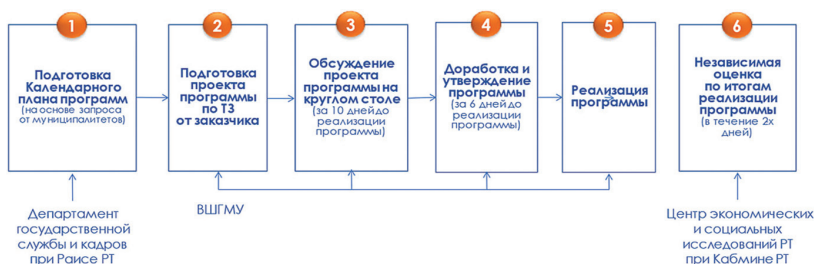 1
Подготовка
Календарного
плана программ
(на основе запроса
от муниципалитетов)
2
Подготовка
проекта
программы
по ТЗ
от заказчика
3
Обсуждение
проекта
программы на
круглом столе
(за 10 дней до
реализации
программы)
4
Доработка и
утверждение
программы
(за 6 дней до
реализации
программы)
5
Реализация
программы
6
Независимая
оценка
по итогам
реализации
программы
(в течение 2х
дней)
Департамент
государственной
службы и кадров
при Раисе РТ
ВШГМУ
Центр экономических
и социальных
исследований РТ
при Кабмине РТ